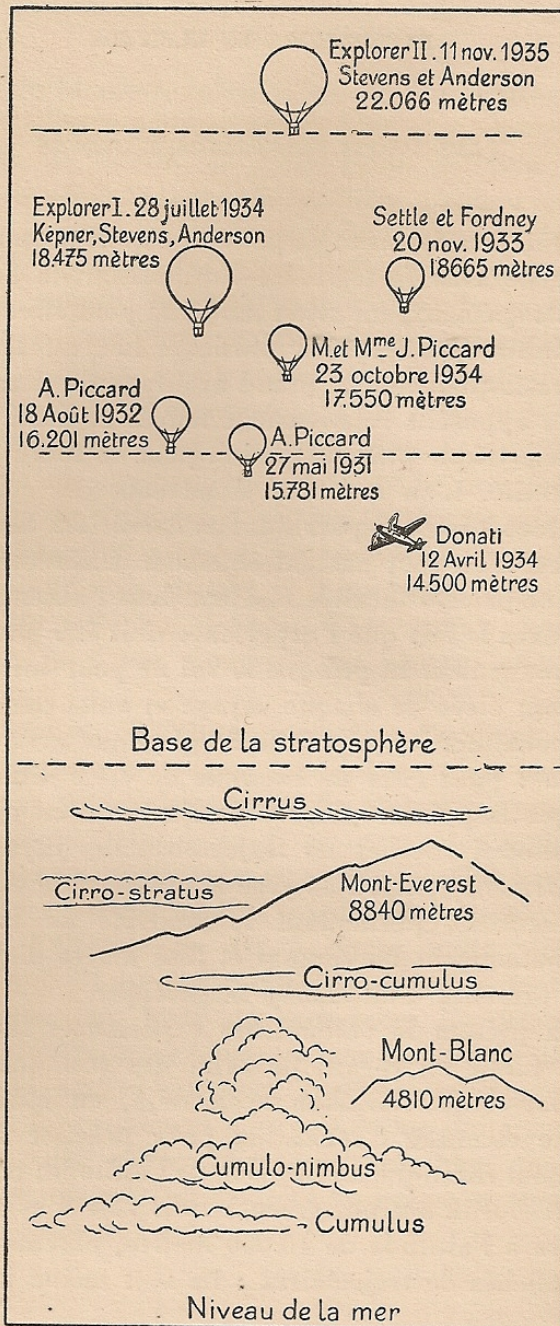 Explorer II. 11 nov. 1935
Stevens et Anderson
22.066 mètres
Explorer I. 28 juillet 1934
Kepner, Stevens, Anderson
18.475 mètres
Settle et Fordney
20 nov. 1933
18665 mètres
M. et Mme J. Piccard
23 octobre 1934
17.550 mètres
A. Piccard
18 Août 1932
16.201 mètres
A. Piccard
27 mai 1931
15.781 mètres
Donati
12 Avril 1934
14.500 mètres
Base de la stratosphère
Cirrus
Cirro-stratus
Mont-Everest
8840 mètres
Cirro-cumulus
Mont-Blanc
4810 mètres
Cumulo-nimbus
Cumulus
Niveau de la mer